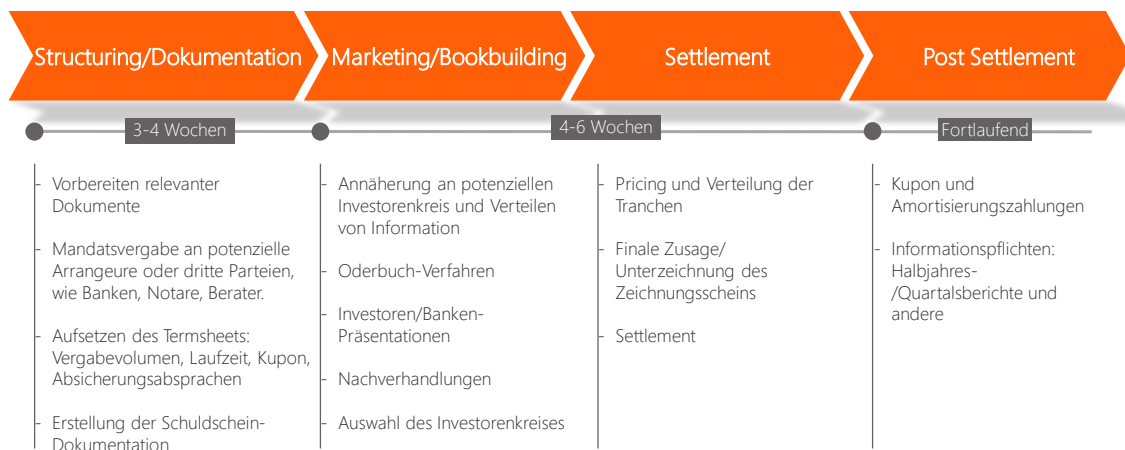 Structuring/Dokumentation
Marketing/Bookbuilding
Settlement
Post Settlement
3-4 Wochen
4-6 Wochen
Fortlaufend
- Vorbereiten relevanter
Dokumente
- Mandatsvergabe an potenzielle
Arrangeure oder dritte Parteien,
wie Banken, Notare, Berater.
- Aufsetzen des Termsheets:
Vergabevolumen, Laufzeit, Kupon,
Absicherungsabsprachen
- Erstellung der Schuldschein-
Dokumentation
- Annäherung an potenziellen
Investorenkreis und Verteilen
von Information
- Oderbuch-Verfahren
- Investoren/Banken-
Präsentationen
- Nachverhandlungen
- Auswahl des Investorenkreises
- Pricing und Verteilung der
Tranchen
- Finale Zusage/
Unterzeichnung des
Zeichnungsscheins
- Settlement
- Kupon und
Amortisierungszahlungen
- Informationspflichten:
Halbjahres-
/Quartalsberichte und
andere